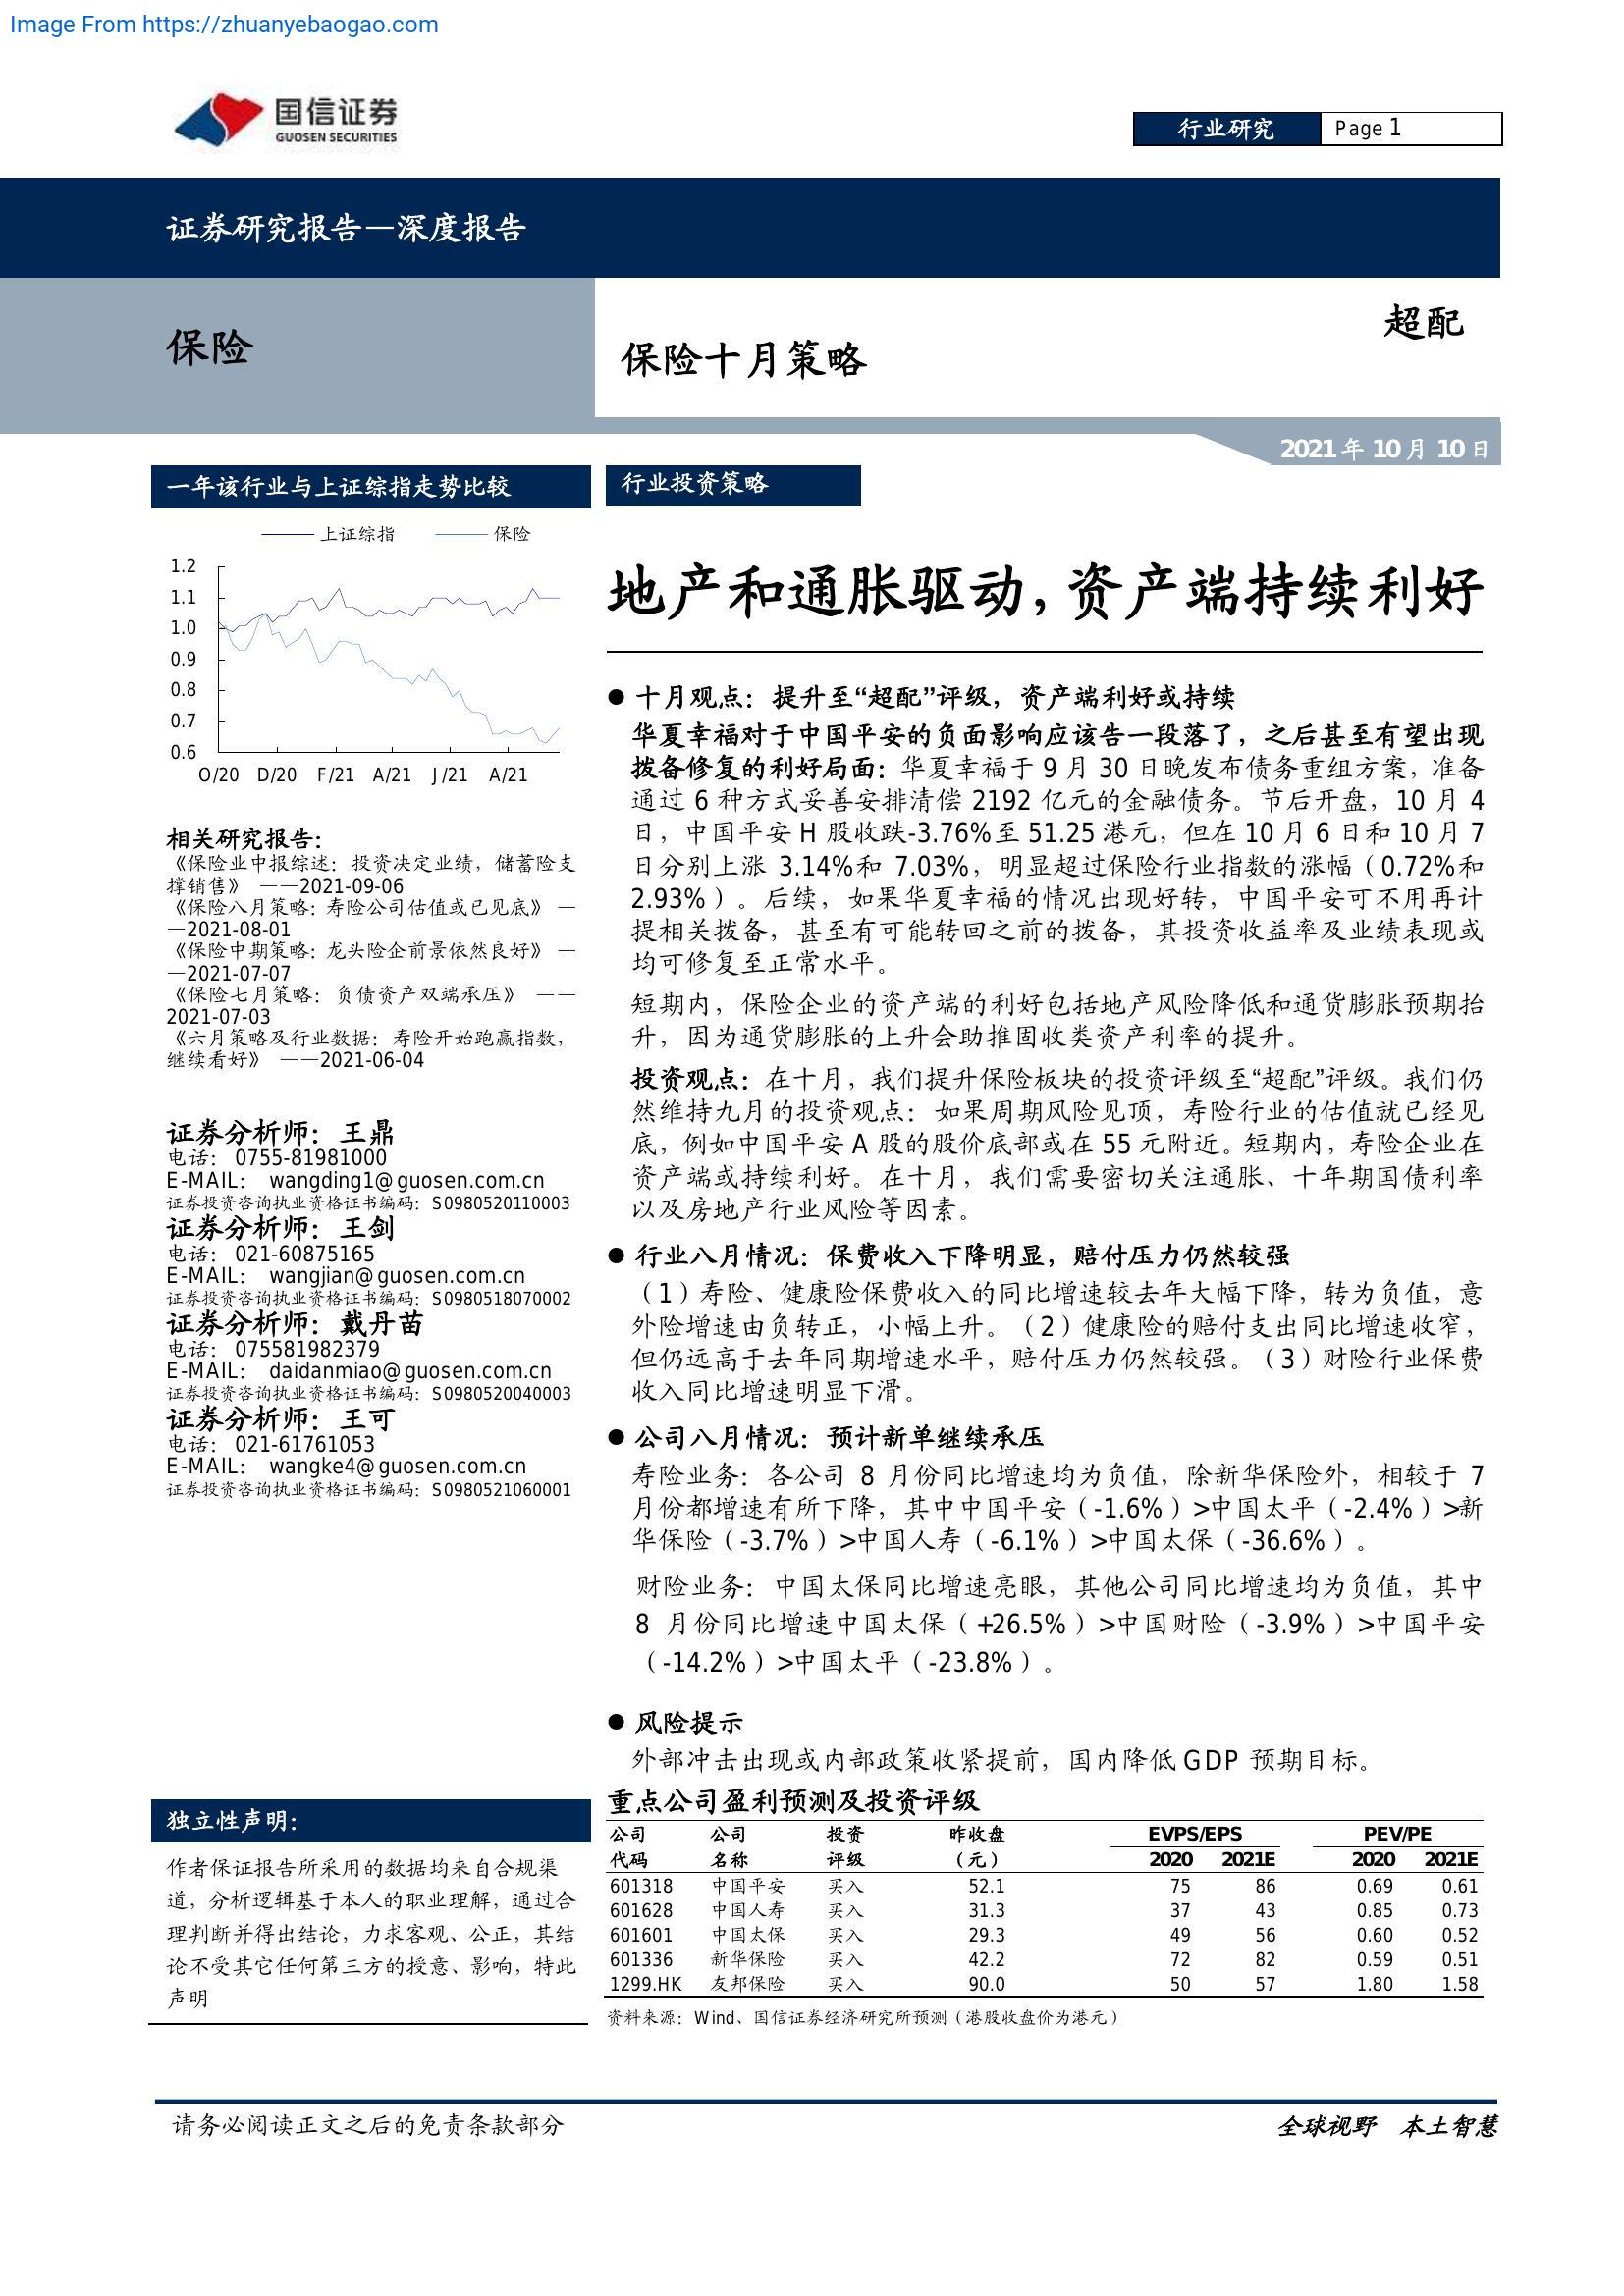 Image From https://zhuanyebaogao.com
国信证券
GUOSEN SECURITIES
行业研究
Page 1
证券研究报告—深度报告
保险
保险十月策略
超配
2021 年 10 月 10 日
一年该行业与上证综指走势比较
上证综指 保险
1.2
1.1
1.0
0.9
0.8
0.7
0.6
O/20 D/20 F/21 A/21 J/21 A/21
相关研究报告:
《保险业中报综述：投资决定业绩，储蓄险支
撑销售》 ——2021-09-06
《保险八月策略: 寿险公司估值或已见底》 —
—2021-08-01
《保险中期策略: 龙头险企前景依然良好》 —
—2021-07-07
《保险七月策略：负债资产双端承压》 ——
2021-07-03
《六月策略及行业数据：寿险开始跑赢指数，
继续看好》 ——2021-06-04
证券分析师：王鼎
电话： 0755-81981000
E-MAIL： wangding1@guosen.com.cn
证券投资咨询执业资格证书编码：S0980520110003
证券分析师：王剑
电话： 021-60875165
E-MAIL： wangjian@guosen.com.cn
证券投资咨询执业资格证书编码：S0980518070002
证券分析师：戴丹苗
电话： 075581982379
E-MAIL： daidanmiao@guosen.com.cn
证券投资咨询执业资格证书编码：S0980520040003
证券分析师：王可
电话： 021-61761053
E-MAIL： wangke4@guosen.com.cn
证券投资咨询执业资格证书编码：S0980521060001
独立性声明：
作者保证报告所采用的数据均来自合规渠
道，分析逻辑基于本人的职业理解，通过合
理判断并得出结论，力求客观、公正，其结
论不受其它任何第三方的授意、影响，特此
声明
行业投资策略
地产和通胀驱动，资产端持续利好
● 十月观点：提升至“超配”评级，资产端利好或持续
华夏幸福对于中国平安的负面影响应该告一段落了，之后甚至有望出现
拨备修复的利好局面：华夏幸福于 9 月 30 日晚发布债务重组方案，准备
通过 6 种方式妥善安排清偿 2192 亿元的金融债务。节后开盘，10 月 4
日，中国平安 H 股收跌-3.76%至 51.25 港元，但在 10 月 6 日和 10 月 7
日分别上涨 3.14%和 7.03%，明显超过保险行业指数的涨幅（0.72%和
2.93%）。后续，如果华夏幸福的情况出现好转，中国平安可不用再计
提相关拨备，甚至有可能转回之前的拨备，其投资收益率及业绩表现或
均可修复至正常水平。
短期内，保险企业的资产端的利好包括地产风险降低和通货膨胀预期抬
升，因为通货膨胀的上升会助推固收类资产利率的提升。
投资观点：在十月，我们提升保险板块的投资评级至“超配”评级。我们仍
然维持九月的投资观点：如果周期风险见顶，寿险行业的估值就已经见
底，例如中国平安 A 股的股价底部或在 55 元附近。短期内，寿险企业在
资产端或持续利好。在十月，我们需要密切关注通胀、十年期国债利率
以及房地产行业风险等因素。
● 行业八月情况：保费收入下降明显，赔付压力仍然较强
（1）寿险、健康险保费收入的同比增速较去年大幅下降，转为负值，意
外险增速由负转正，小幅上升。（2）健康险的赔付支出同比增速收窄，
但仍远高于去年同期增速水平，赔付压力仍然较强。（3）财险行业保费
收入同比增速明显下滑。
● 公司八月情况：预计新单继续承压
寿险业务：各公司 8 月份同比增速均为负值，除新华保险外，相较于 7
月份都增速有所下降，其中中国平安（-1.6%）>中国太平（-2.4%）>新
华保险（-3.7%）>中国人寿（-6.1%）>中国太保（-36.6%）。
财险业务：中国太保同比增速亮眼，其他公司同比增速均为负值，其中
8 月份同比增速中国太保（+26.5%）>中国财险（-3.9%）>中国平安
（-14.2%）>中国太平（-23.8%）。
● 风险提示
外部冲击出现或内部政策收紧提前，国内降低 GDP 预期目标。
重点公司盈利预测及投资评级
公司 公司 投资 昨收盘 EVPS/EPS PEV/PE
代码 名称 评级 （元） 2020 2021E 2020 2021E
601318 中国平安 买入 52.1 75 86 0.69 0.61
601628 中国人寿 买入 31.3 37 43 0.85 0.73
601601 中国太保 买入 29.3 49 56 0.60 0.52
601336 新华保险 买入 42.2 72 82 0.59 0.51
1299.HK 友邦保险 买入 90.0 50 57 1.80 1.58
资料来源：Wind、国信证券经济研究所预测（港股收盘价为港元）
请务必阅读正文之后的免责条款部分
全球视野 本土智慧